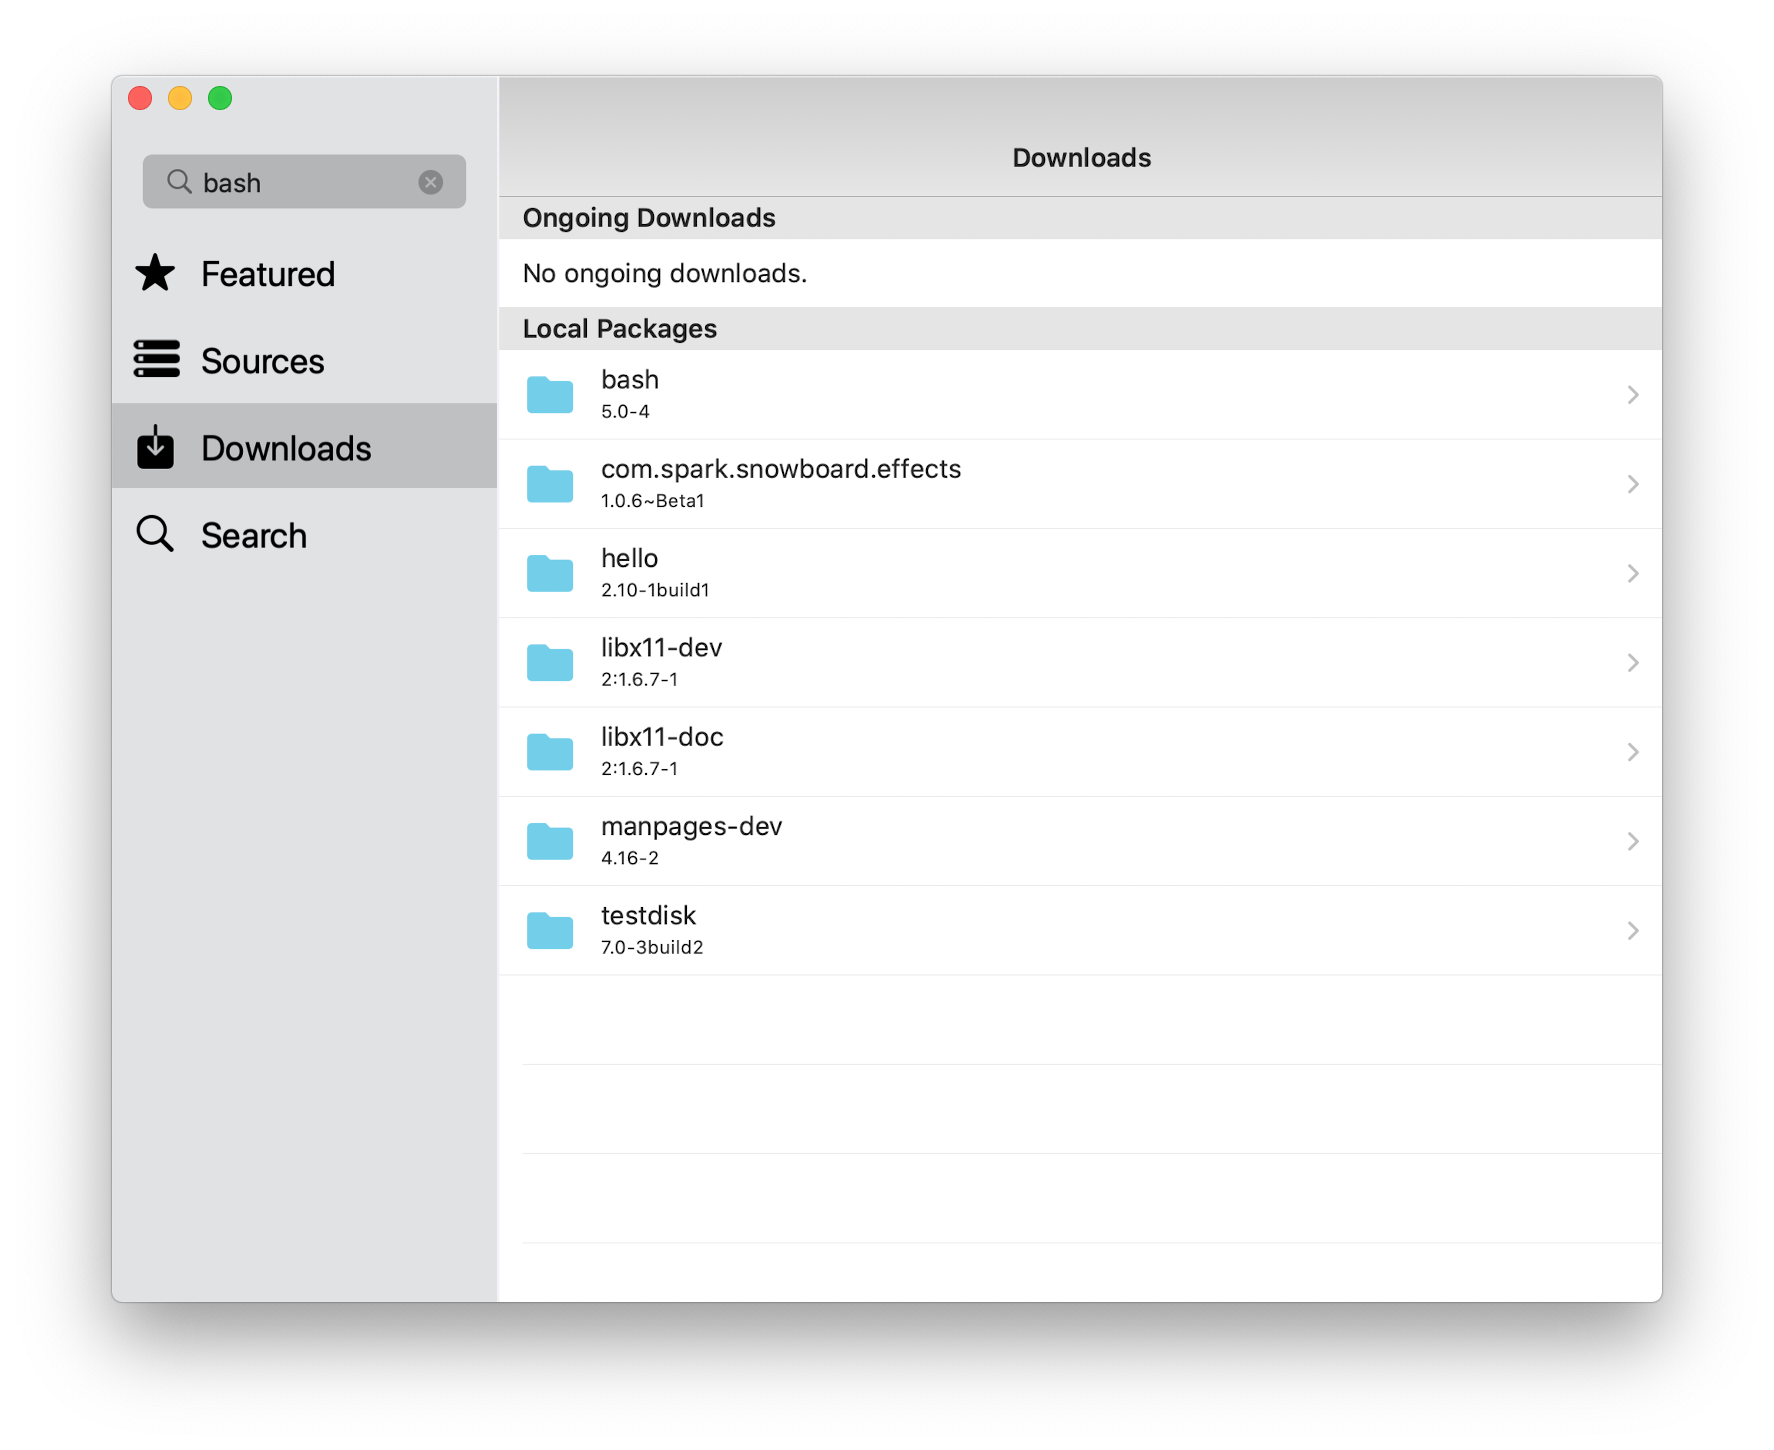 bash
Featured
Sources
Downloads
Search
Downloads
Ongoing Downloads
No ongoing downloads.
Local Packages
bash
5.0-4
com.spark.snowboard.effects
1.0.6~Beta1
hello
2.10-1build1
libx11-dev
2:1.6.7-1
libx11-doc
2:1.6.7-1
manpages-dev
4.16-2
testdisk
7.0-3build2